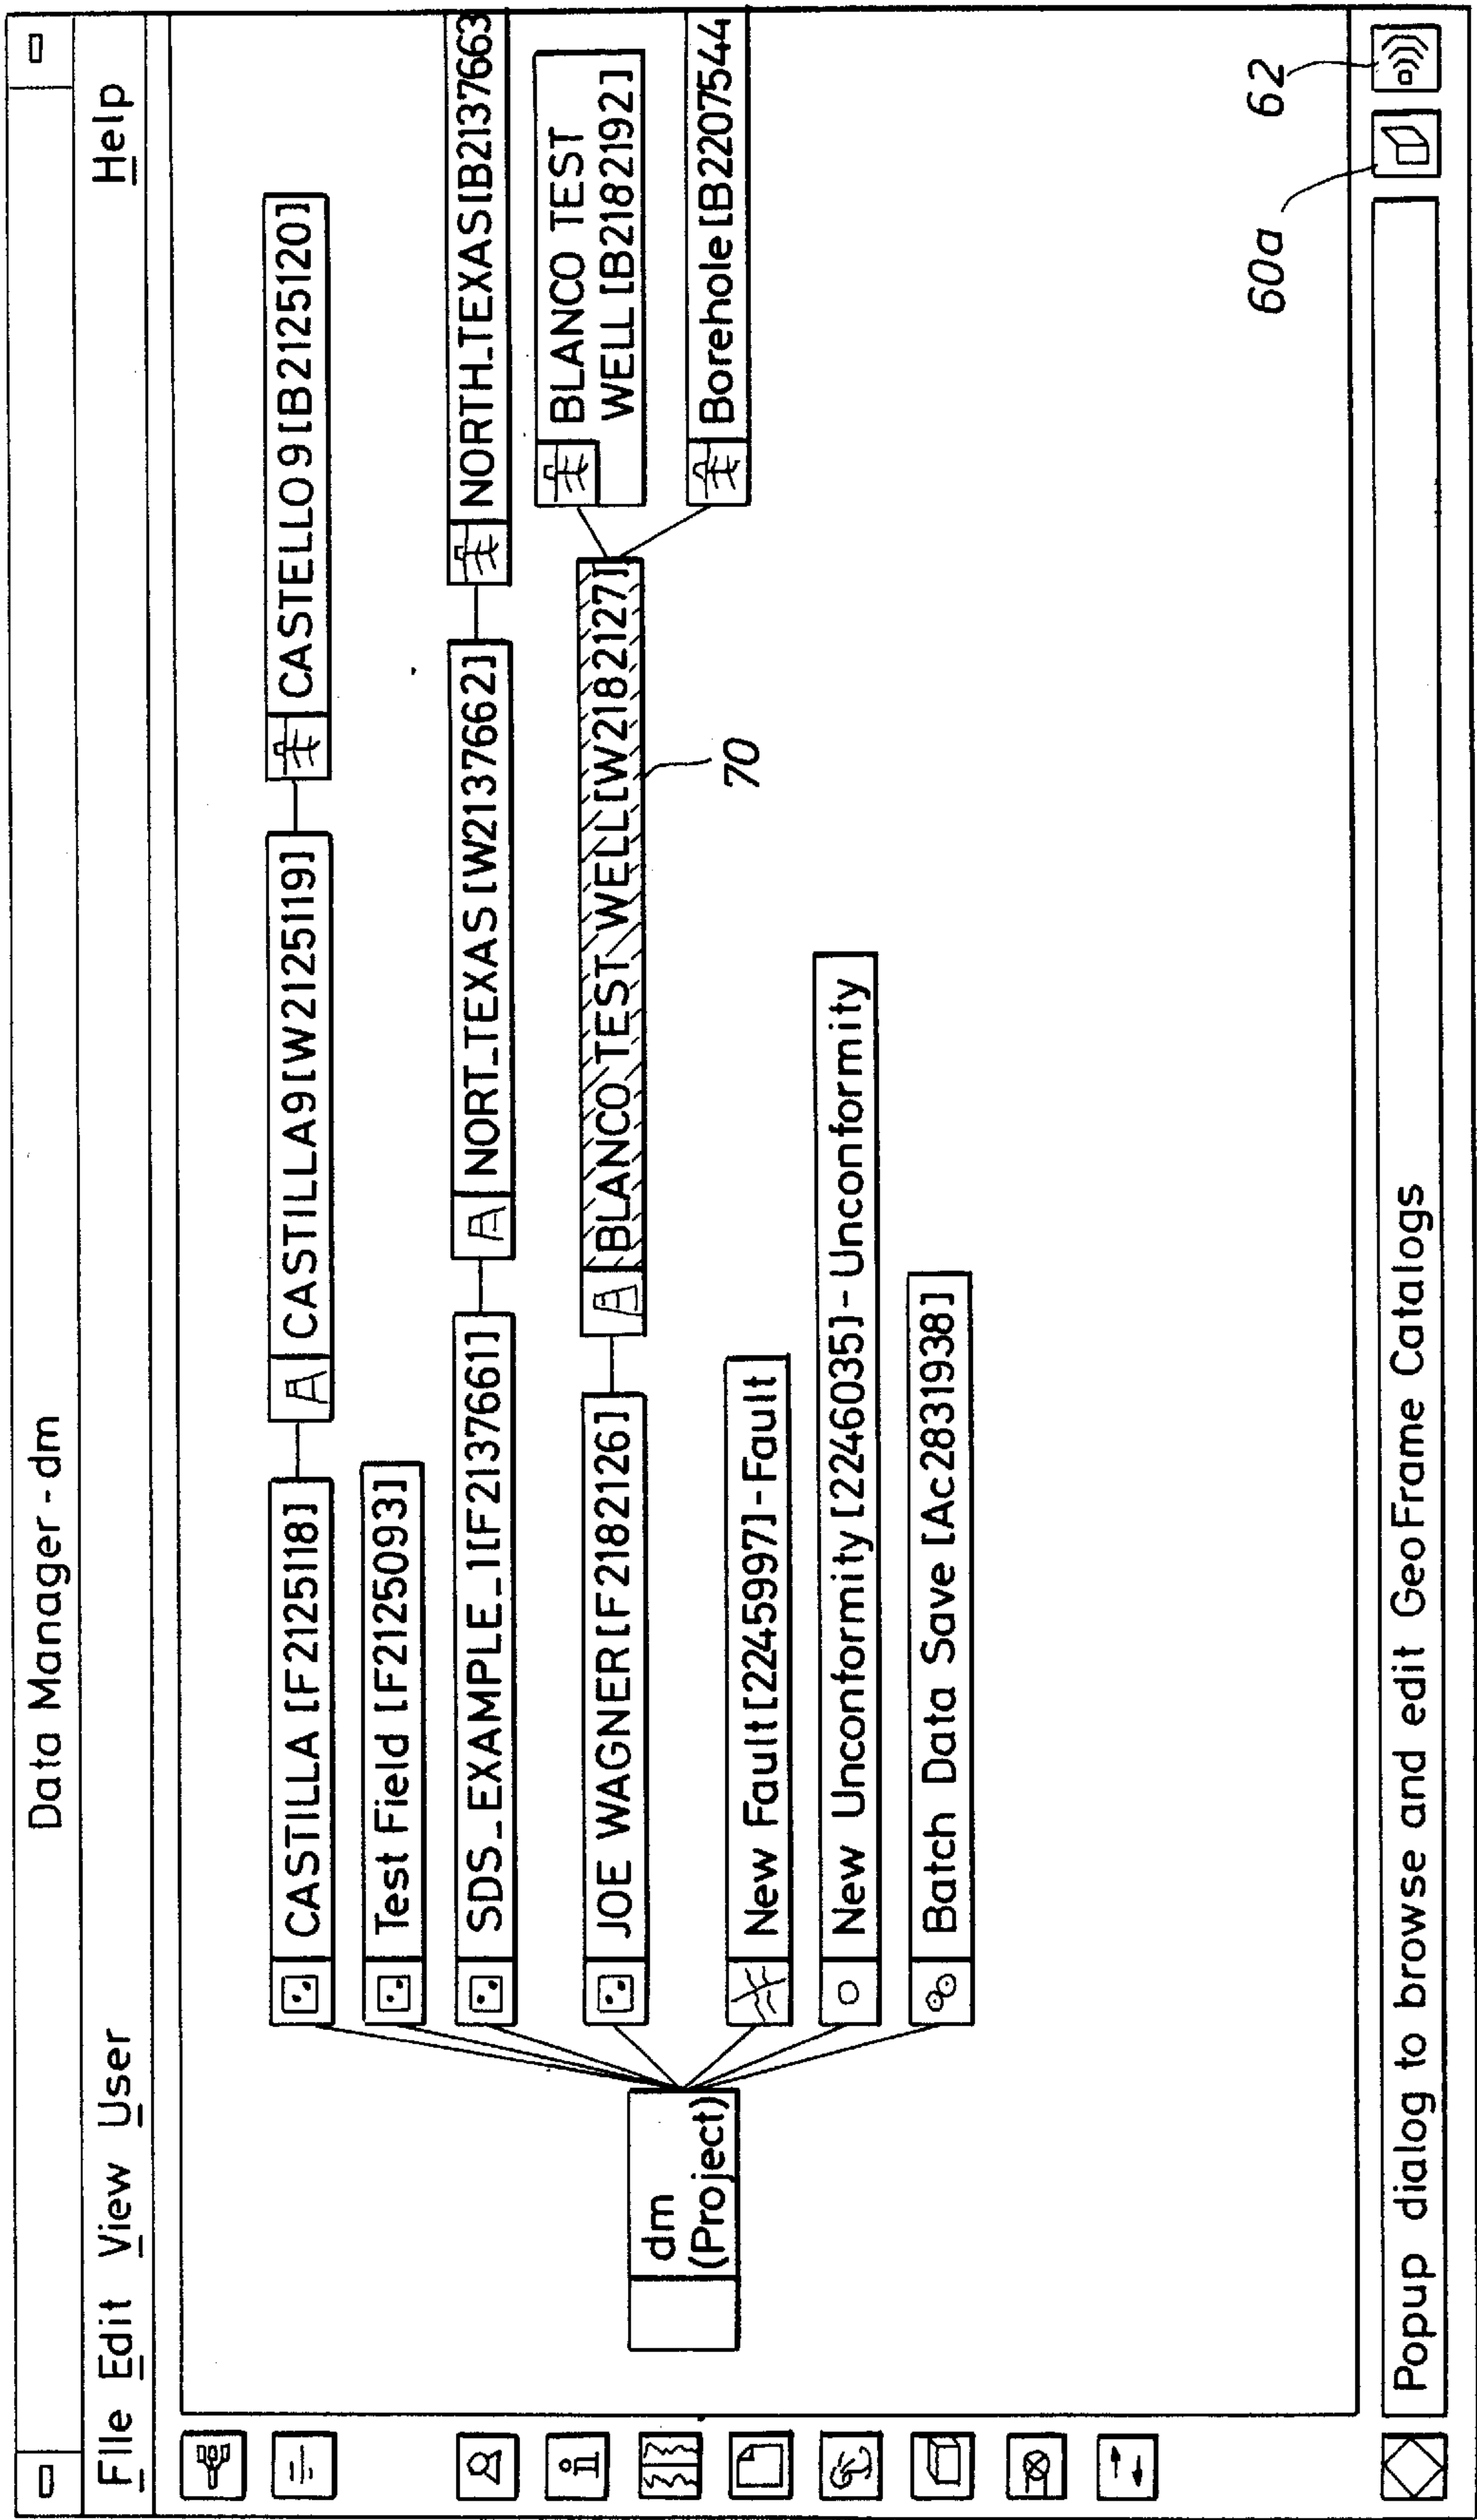 Data Manager - dm
File Edit View User Help
CASTILLA [F2125118]
CASTILLA9[W2125119]
CASTELLO9[B2125120]
Test Field [F2125093]
SDS_EXAMPLE_1[F2137661]
NORT_TEXAS [W2137662]
NORTH_TEXAS[B2137663
JOE WAGNER[F2182126]
BLANCO TEST WELL[W2182127]
BLANCO TEST
WELL [B2182192]
70
Borehole [B2207544
dm
(Project)
New Fault [2245997] - Fault
New Unconformity [2246035] - Unconformity
Batch Data Save [Ac2831938]
60a
62
Popup dialog to browse and edit GeoFrame Catalogs